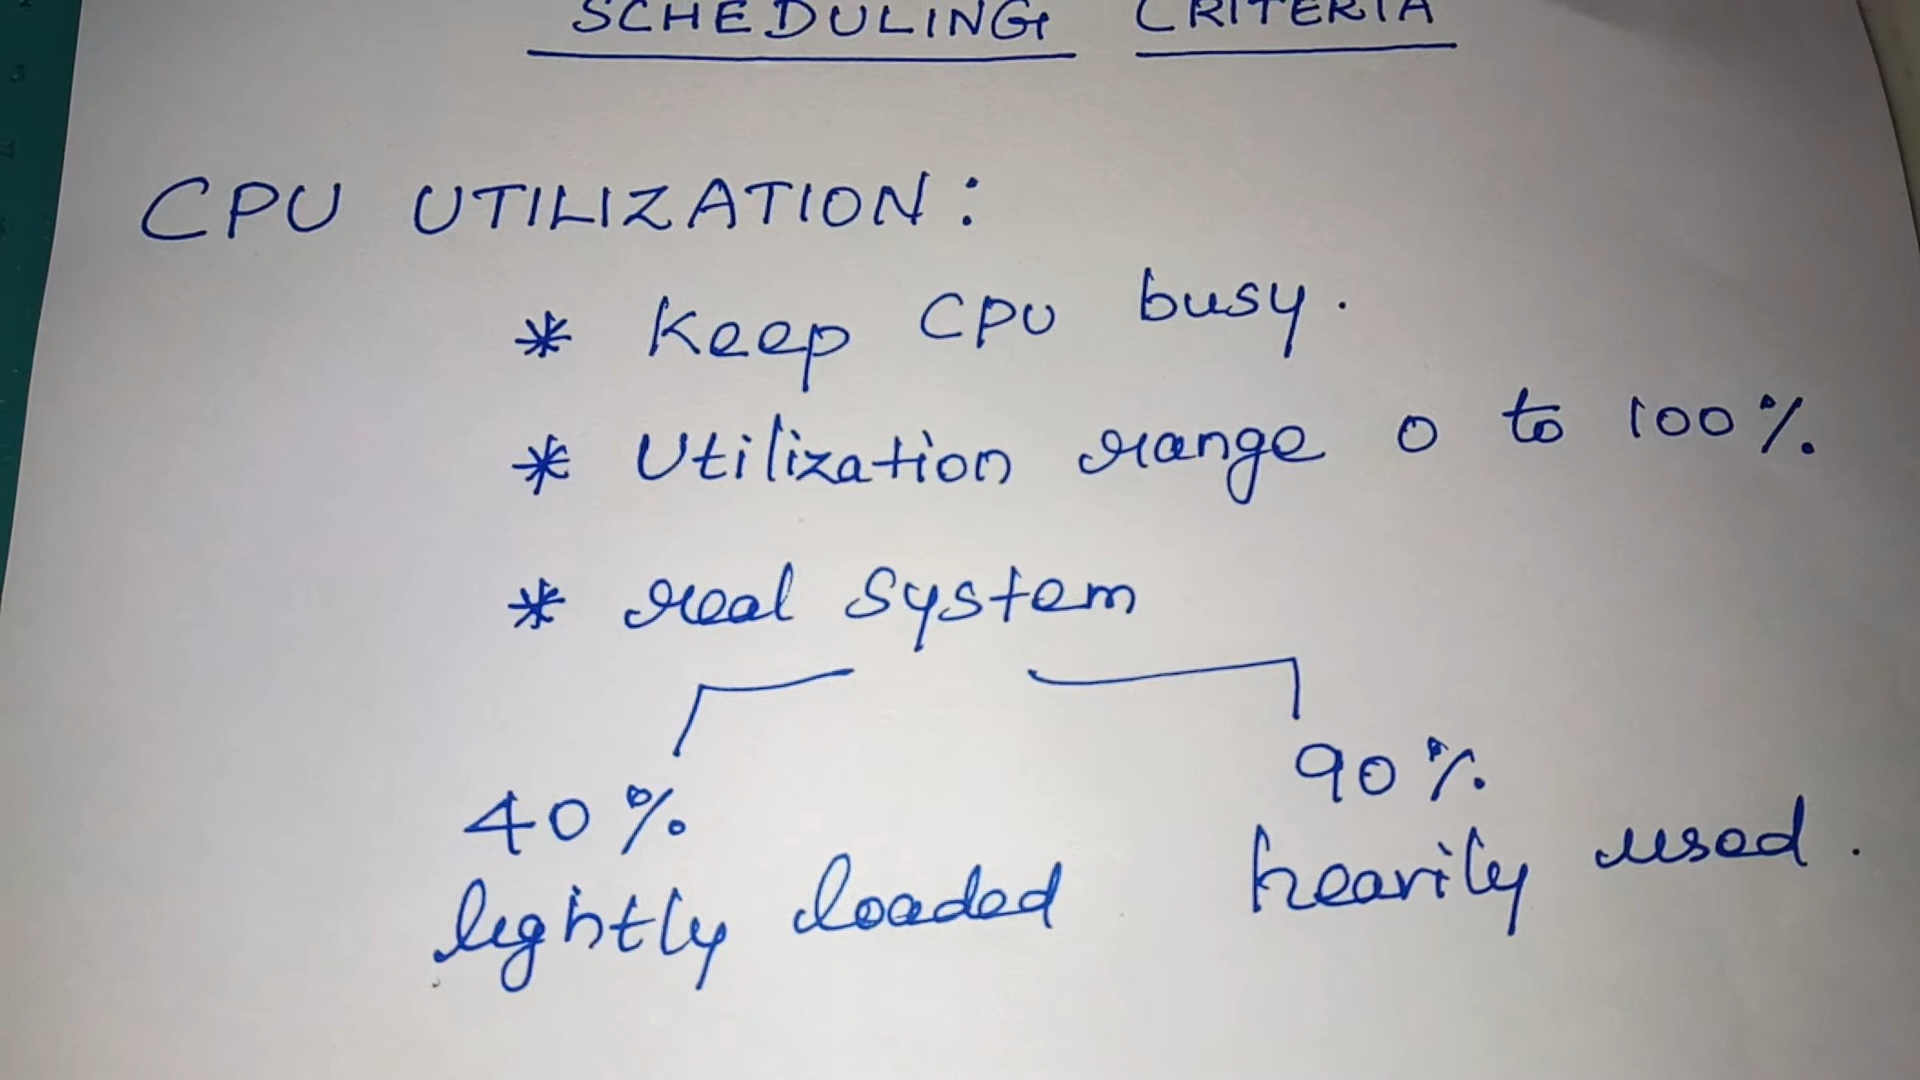 SCHEDULING CRITERIA
CPU UTILIZATION:
* Keep CPU busy.
* Utilization range 0 to 100%.
* real system
40% 90%
lightly loaded heavily used.